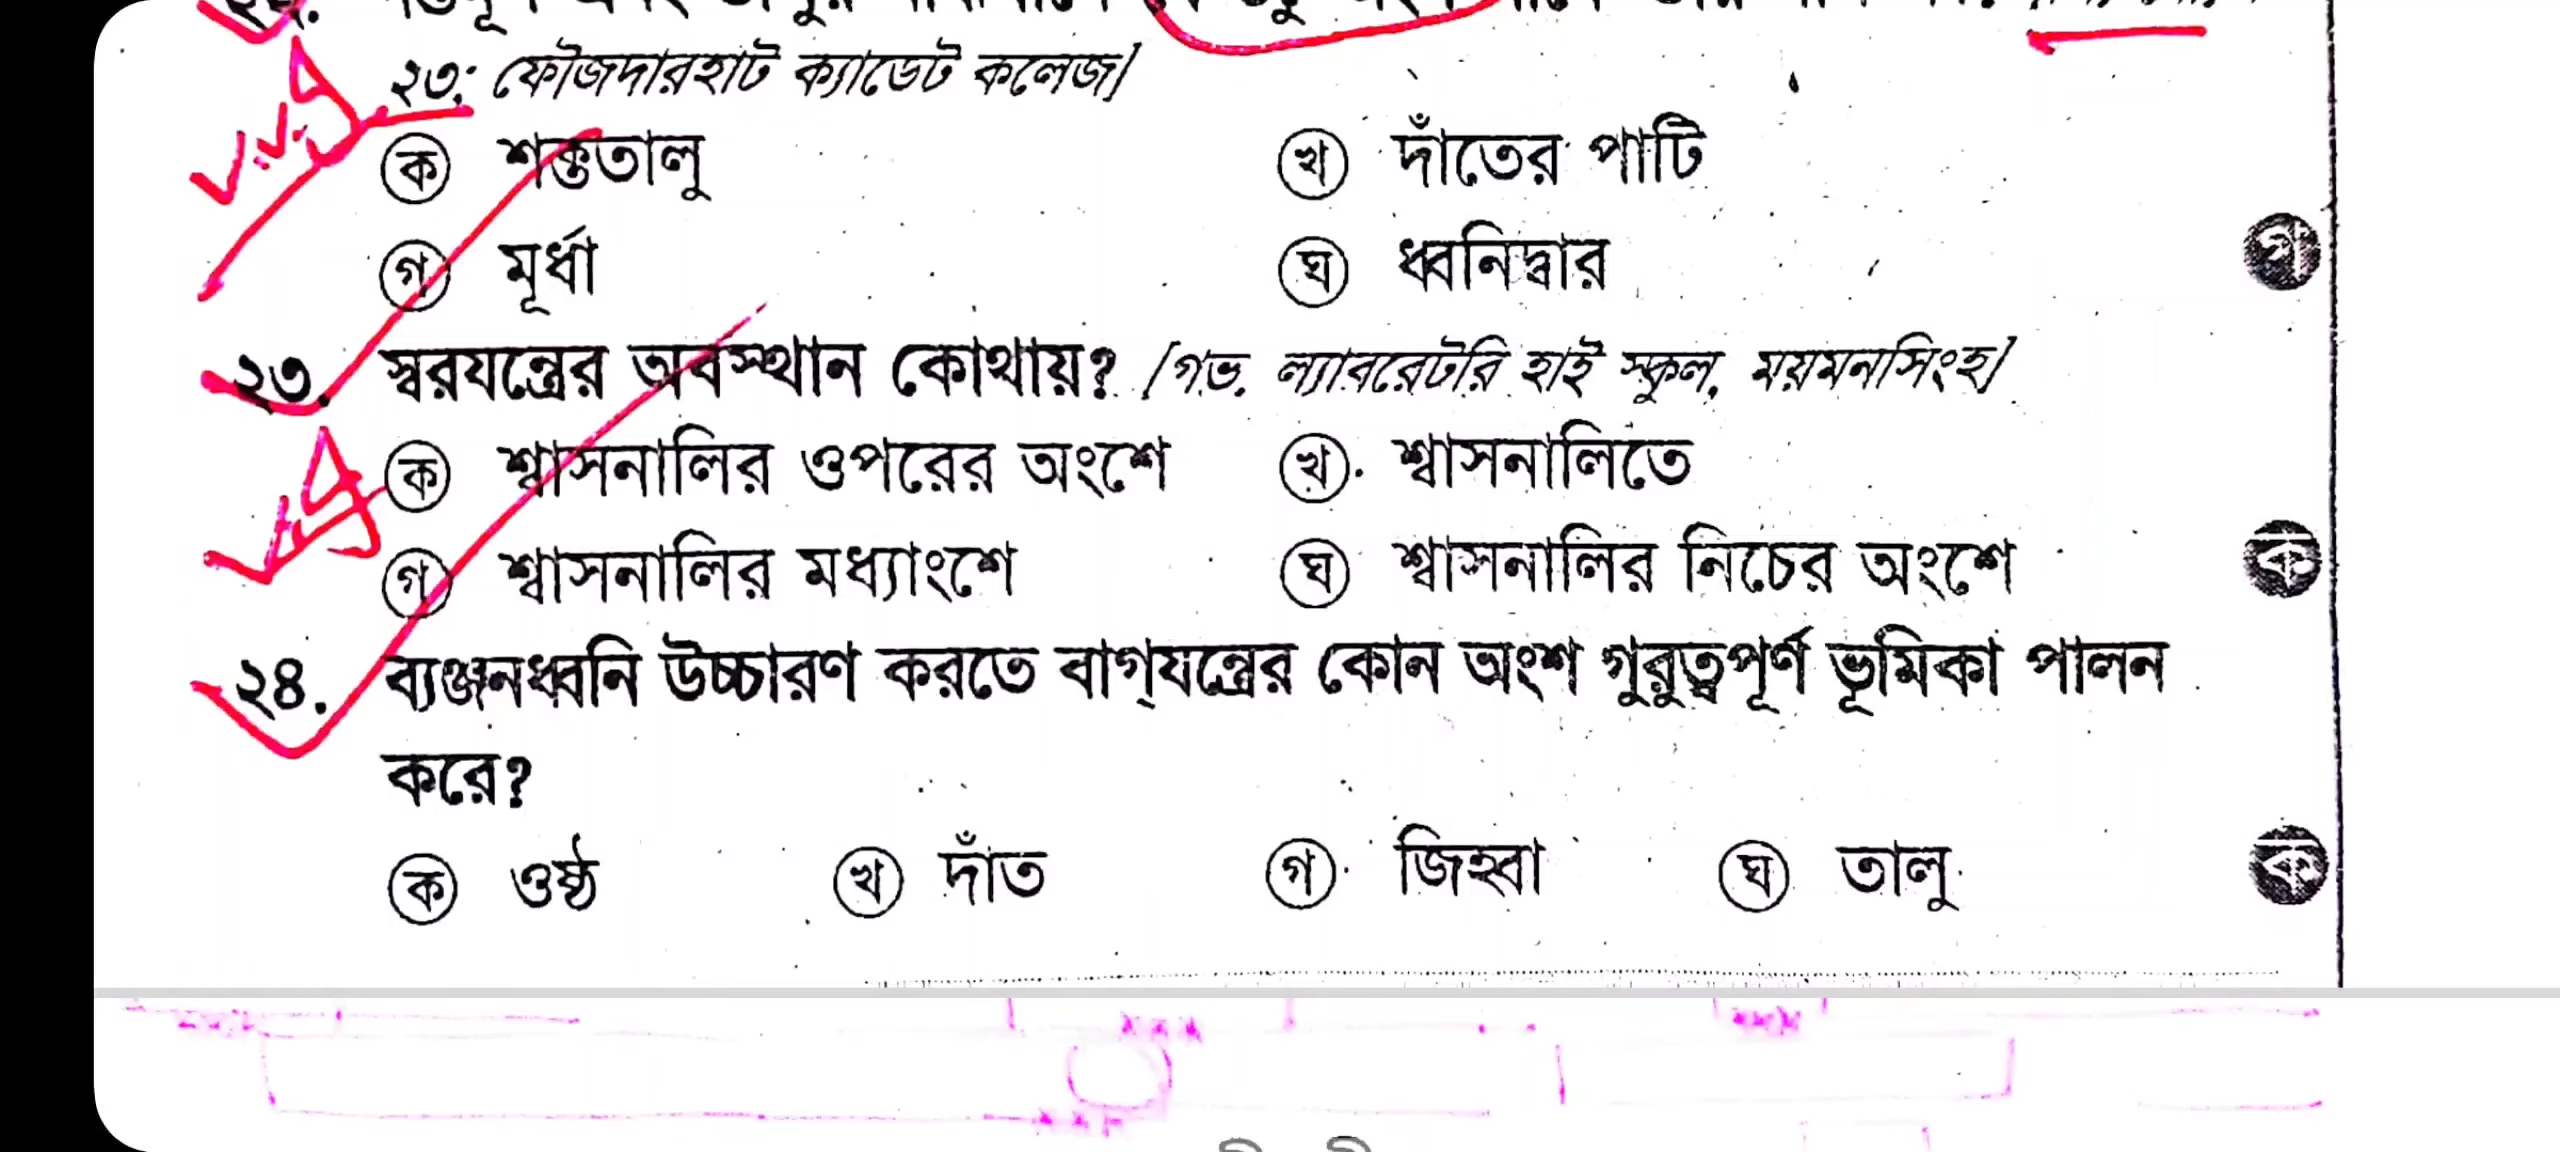 ২৩; ফৌজদারহাট ক্যাডেট কলেজ]
ক শক্ততালু খ দাঁতের পাটি
গ মূর্ধা ঘ ধ্বনিদ্বার গ
২৩. স্বরযন্ত্রের অবস্থান কোথায়? [গভ. ল্যাবরেটরি হাই স্কুল, ময়মনসিংহ]
ক শ্বাসনালির ওপরের অংশে খ শ্বাসনালিতে
গ শ্বাসনালির মধ্যাংশে ঘ শ্বাসনালির নিচের অংশে ক
২৪. ব্যঞ্জনধ্বনি উচ্চারণ করতে বাগ্‌যন্ত্রের কোন অংশ গুরুত্বপূর্ণ ভূমিকা পালন
করে?
ক ওষ্ঠ খ দাঁত গ জিহ্বা ঘ তালু ক